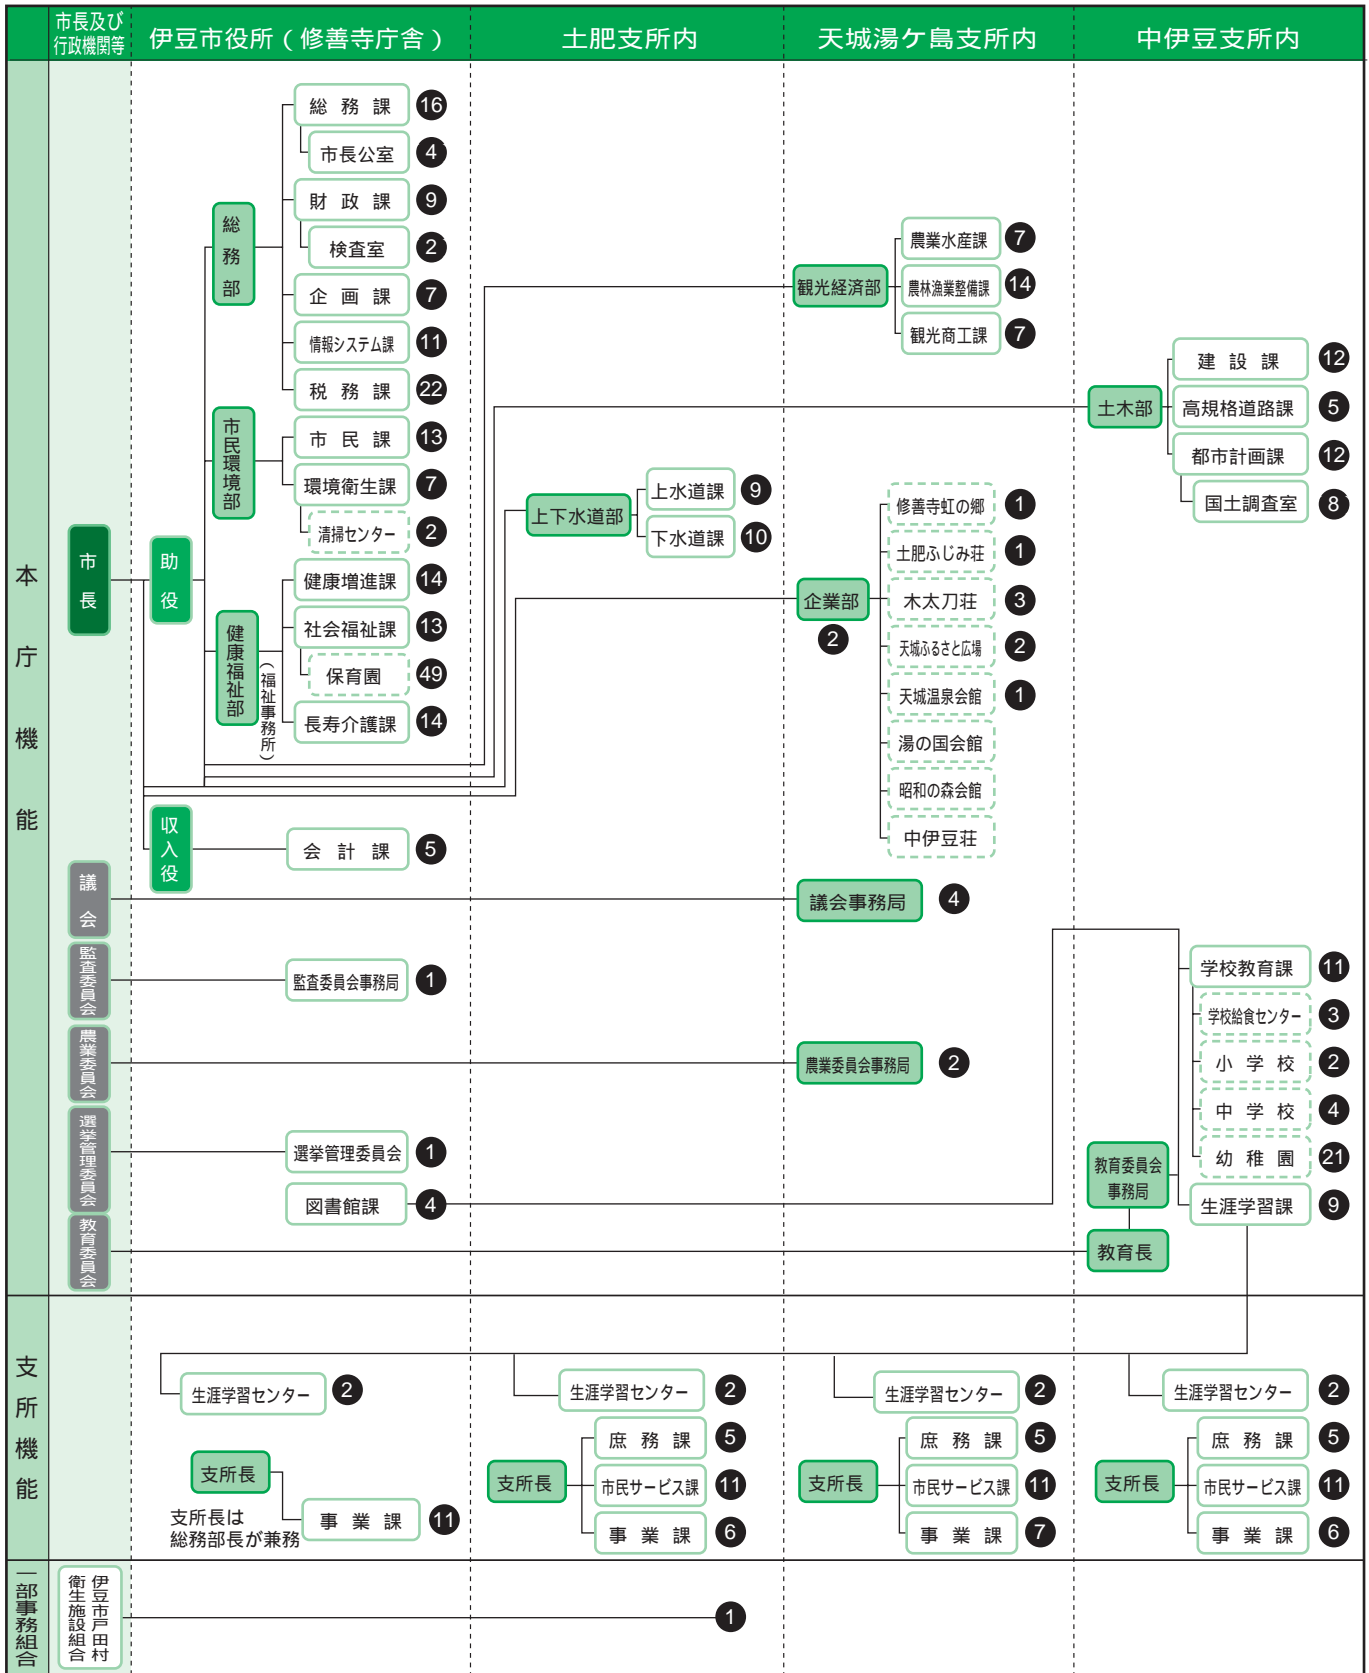 市長及び
行政機関等
伊豆市役所（修善寺庁舎）
土肥支所内
天城湯ケ島支所内
中伊豆支所内
本庁機能
市長
助役
総務部
総務課 16
市長公室 4
財政課 9
検査室 2
企画課 7
情報システム課 11
税務課 22
市民環境部
市民課 13
環境衛生課 7
清掃センター 2
健康福祉部
（福祉事務所）
健康増進課 14
社会福祉課 13
保育園 49
長寿介護課 14
収入役
会計課 5
上下水道部
上水道課 9
下水道課 10
観光経済部
農業水産課 7
農林漁業整備課 14
観光商工課 7
企業部
2
修善寺虹の郷 1
土肥ふじみ荘 1
木太刀荘 3
天城ふるさと広場 2
天城温泉会館 1
湯の国会館
昭和の森会館
中伊豆荘
土木部
建設課 12
高規格道路課 5
都市計画課 12
国土調査室 8
議会
議会事務局 4
監査委員会
監査委員会事務局 1
農業委員会
農業委員会事務局 2
選挙管理委員会
選挙管理委員会 1
図書館課 4
教育委員会
教育委員会
事務局
教育長
学校教育課 11
学校給食センター 3
小学校 2
中学校 4
幼稚園 21
生涯学習課 9
支所機能
生涯学習センター 2
支所長
支所長は
総務部長が兼務
事業課 11
生涯学習センター 2
支所長
庶務課 5
市民サービス課 11
事業課 6
生涯学習センター 2
支所長
庶務課 5
市民サービス課 11
事業課 7
生涯学習センター 2
支所長
庶務課 5
市民サービス課 11
事業課 6
一部事務組合
伊豆市戸田村
衛生施設組合
1